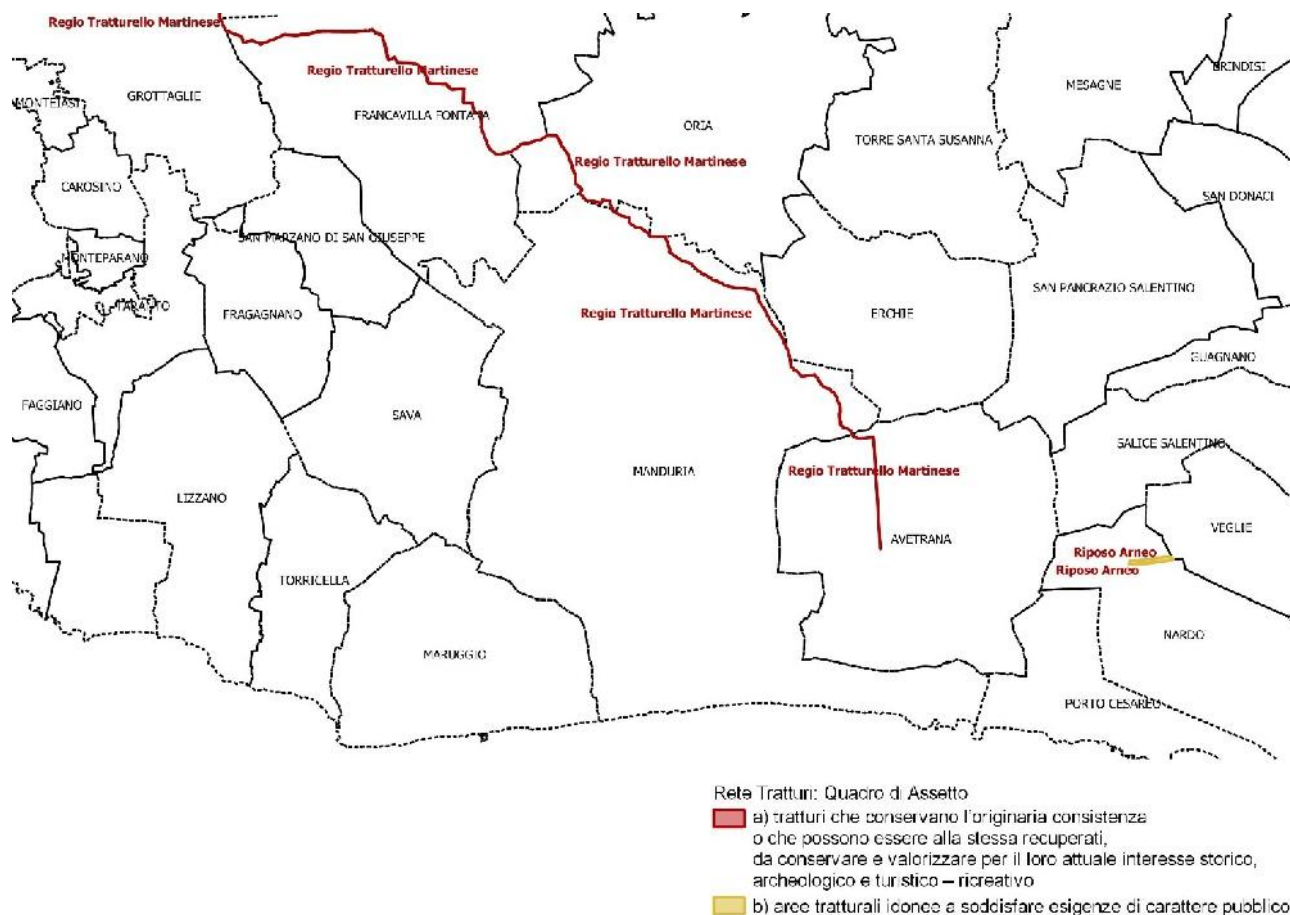 Regio Tratturello Martinese
BRINDISI
Regio Tratturello Martinese
MESAGNE
GROTTAGLIE
MONTEIASI
FRANCAVILLA FONTANA
ORIA
TORRE SANTA SUSANNA
Regio Tratturello Martinese
CAROSINO
SAN DONACI
SAN MARZANO DI SAN GIUSEPPE
MONTEPARANO
SAN PANCRAZIO SALENTINO
TARANTO
FRAGAGNANO
Regio Tratturello Martinese
ERCHIE
GUAGNANO
FAGGIANO
SAVA
SALICE SALENTINO
MANDURIA
Regio Tratturello Martinese
LIZZANO
VEGLIE
AVETRANA
Riposo Arneo
Riposo Arneo
TORRICELLA
NARDO
MARUGGIO
PORTO CESAREO
Rete Tratturi: Quadro di Assetto
a) tratturi che conservano l'originaria consistenza
o che possono essere alla stessa recuperati,
da conservare e valorizzare per il loro attuale interesse storico,
archeologico e turistico – ricreativo
b) aree tratturali idonee a soddisfare esigenze di carattere pubblico